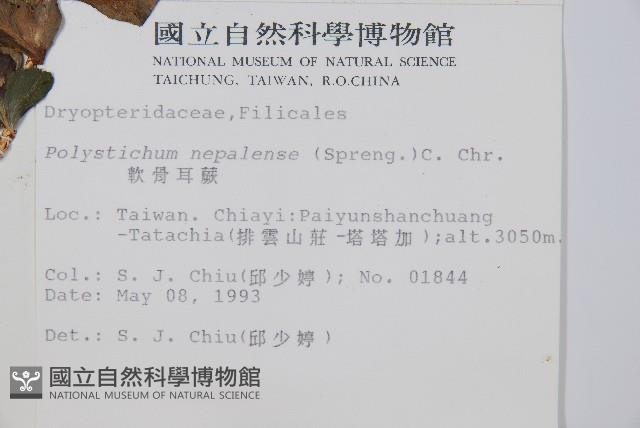 國立自然科學博物館
NATIONAL MUSEUM OF NATURAL SCIENCE
TAICHUNG, TAIWAN, R.O.CHINA
Dryopteridaceae,Filicales
Polystichum nepalense (Spreng.)C. Chr.
軟骨耳蕨
Loc.: Taiwan. Chiayi:Paiyunshanchuang
-Tatachia(排雲山莊-塔塔加);alt.3050m.
Col.: S. J. Chiu(邱少婷); No. 01844
Date: May 08, 1993
Det.: S. J. Chiu(邱少婷)
國立自然科學博物館
NATIONAL MUSEUM OF NATURAL SCIENCE